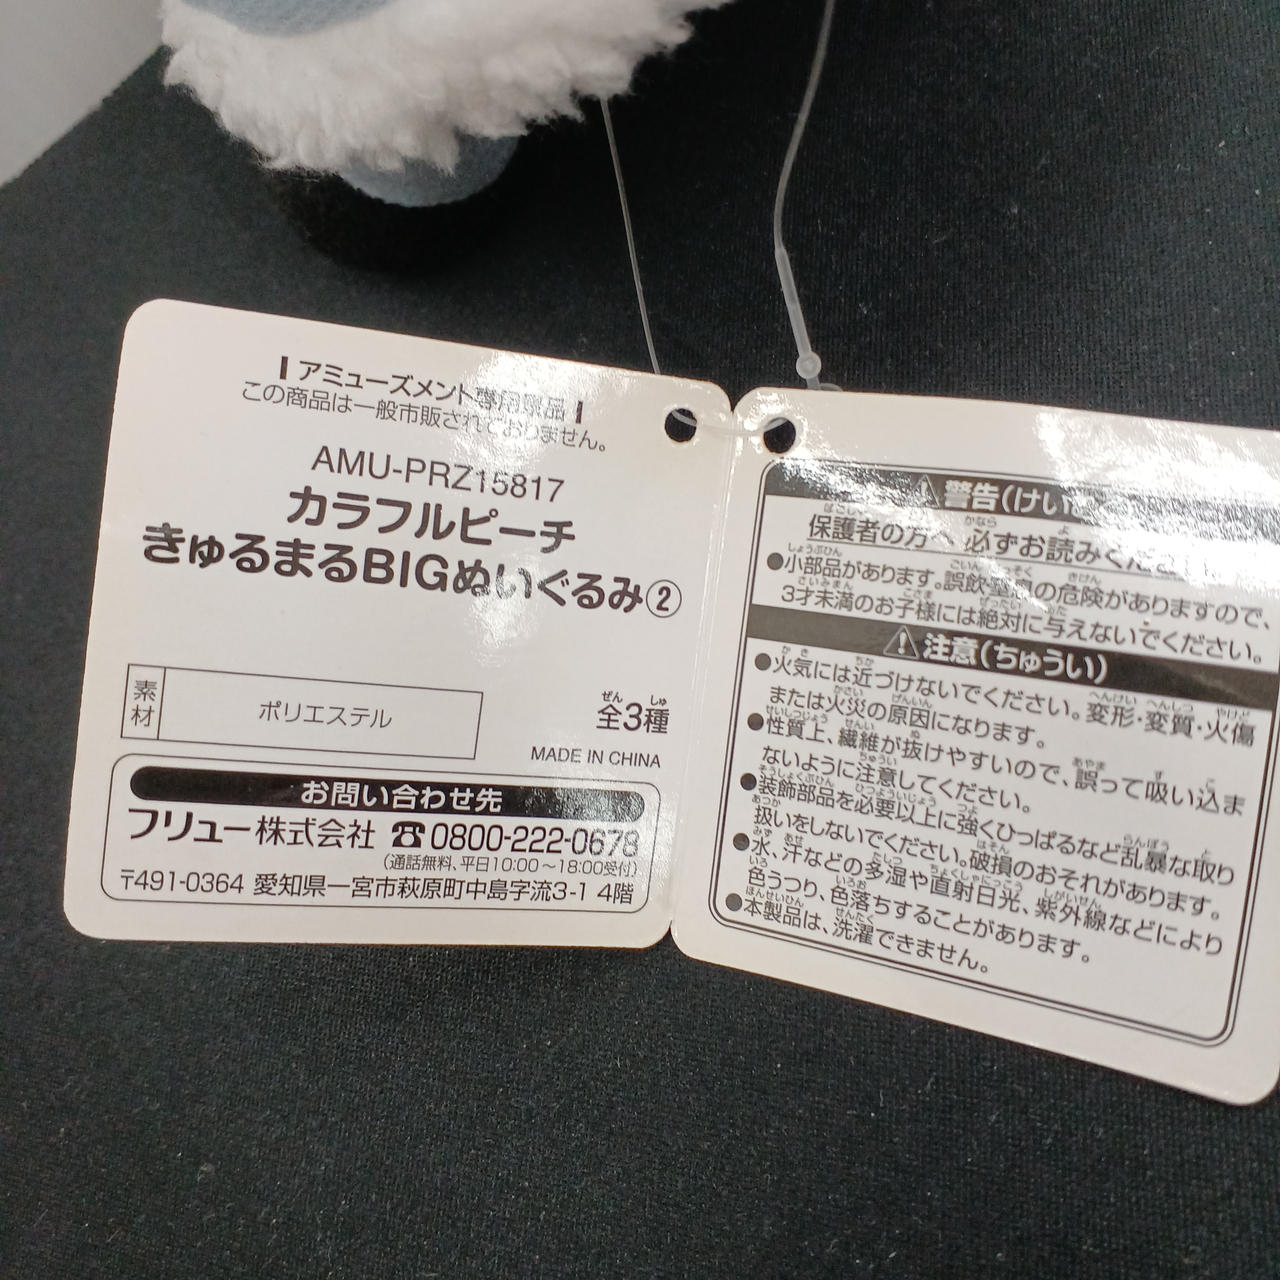 アミューズメント専用景品
この商品は一般市販されておりません。
AMU-PRZ15817
カラフルピーチ
きゅるまるBIGぬいぐるみ②
素材
ポリエステル
全3種
ぜん しゅ
MADE IN CHINA
お問い合わせ先
フリュー株式会社 ☎0800-222-0678
(通話無料、平日10:00～18:00受付)
〒491-0364 愛知県一宮市萩原町中島字流3-1 4階
⚠警告(けい
保護者の方へ 必ずお読みくだ
●小部品があります。誤飲・窒息の危険がありますので、
3才未満のお子様には絶対に与えないでください。
⚠注意(ちゅうい)
●火気には近づけないでください。変形・変質・火傷
または火災の原因になります。
●性質上、繊維が抜けやすいので、誤って吸い込ま
ないように注意してください。
●装飾部品を必要以上に強くひっぱるなど乱暴な取り
扱いをしないでください。破損のおそれがあります。
●水、汗などの多湿や直射日光、紫外線などにより
色うつり、色落ちすることがあります。
●本製品は、洗濯できません。